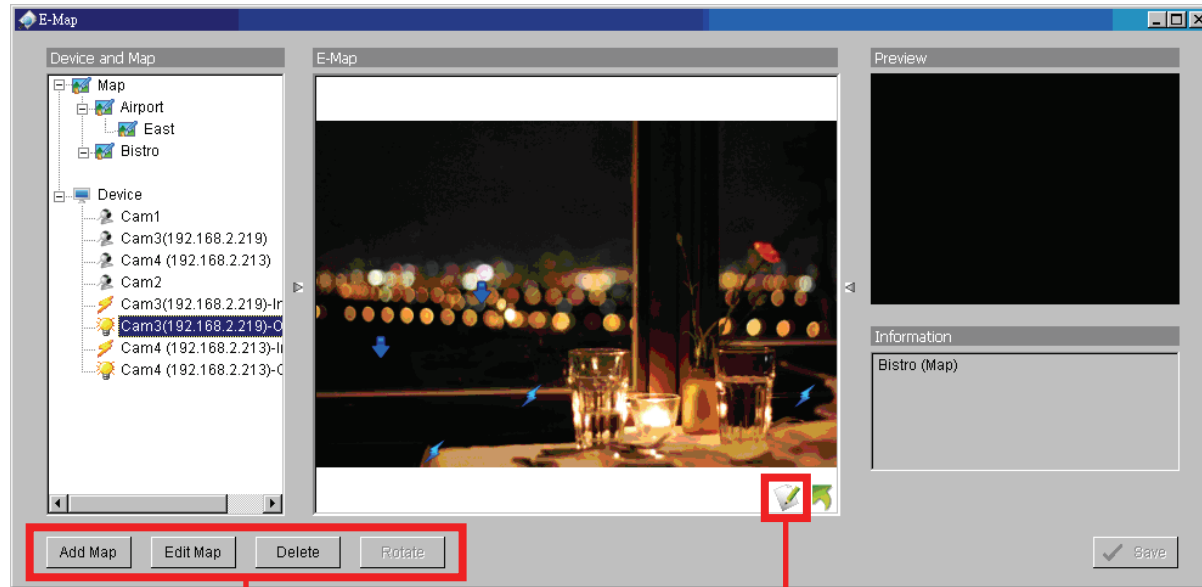 E-Map
Device and Map
Map
Airport
East
Bistro
Device
Cam1
Cam3(192.168.2.219)
Cam4 (192.168.2.213)
Cam2
Cam3(192.168.2.219)-In
Cam3(192.168.2.219)-O
Cam4 (192.168.2.213)-I
Cam4 (192.168.2.213)-C
E-Map
Preview
Information
Bistro (Map)
Add Map
Edit Map
Delete
Rotate
Save